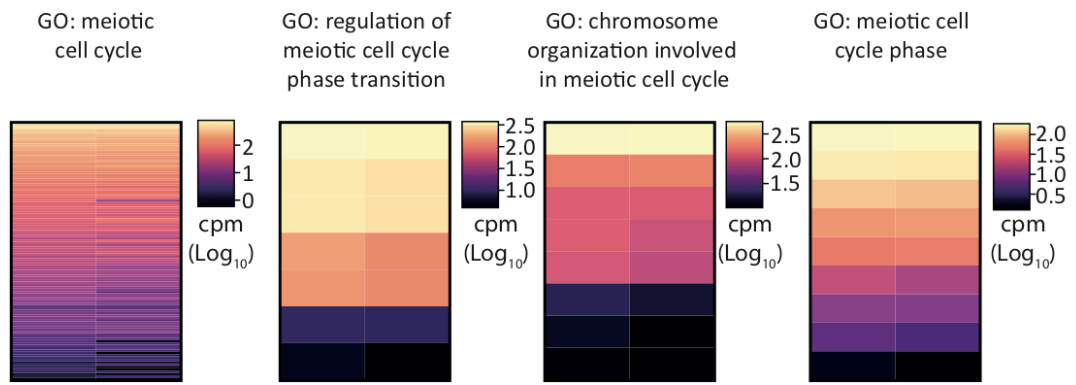 GO: meiotic
cell cycle
GO: regulation of
meiotic cell cycle
phase transition
GO: chromosome
organization involved
in meiotic cell cycle
GO: meiotic cell
cycle phase
2
1
0
cpm
(Log10)
2.5
2.0
1.5
1.0
cpm
(Log10)
2.5
2.0
1.5
cpm
(Log10)
2.0
1.5
1.0
0.5
cpm
(Log10)